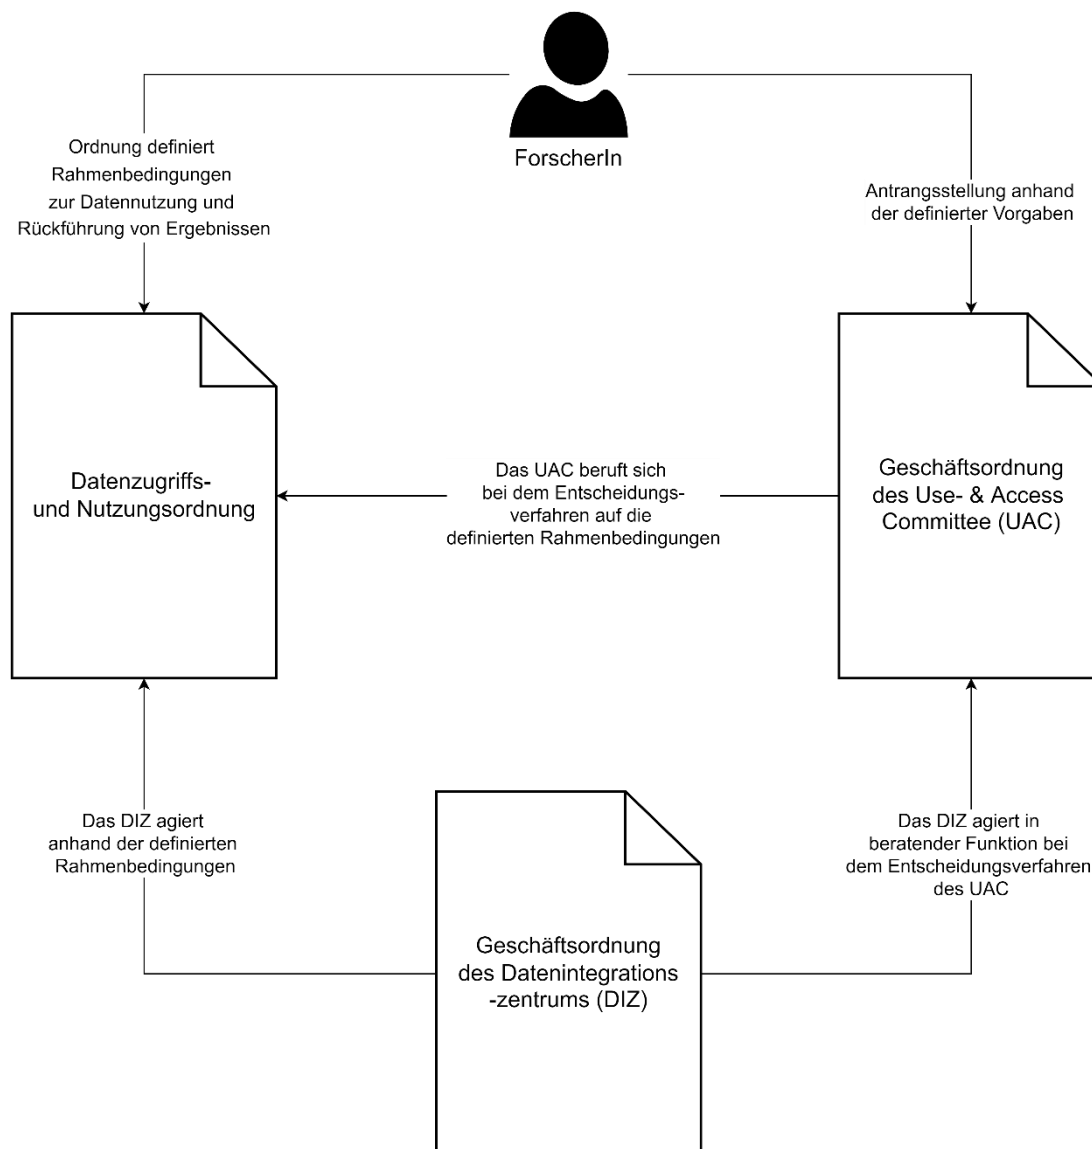 ForscherIn
Ordnung definiert
Rahmenbedingungen
zur Datennutzung und
Rückführung von Ergebnissen
Antrangsstellung anhand
der definierter Vorgaben
Datenzugriffs-
und Nutzungsordnung
Das UAC beruft sich
bei dem Entscheidungs-
verfahren auf die
definierten Rahmenbedingungen
Geschäftsordnung
des Use- & Access
Committee (UAC)
Das DIZ agiert
anhand der definierten
Rahmenbedingungen
Geschäftsordnung
des Datenintegrations
-zentrums (DIZ)
Das DIZ agiert in
beratender Funktion bei
dem Entscheidungsverfahren
des UAC